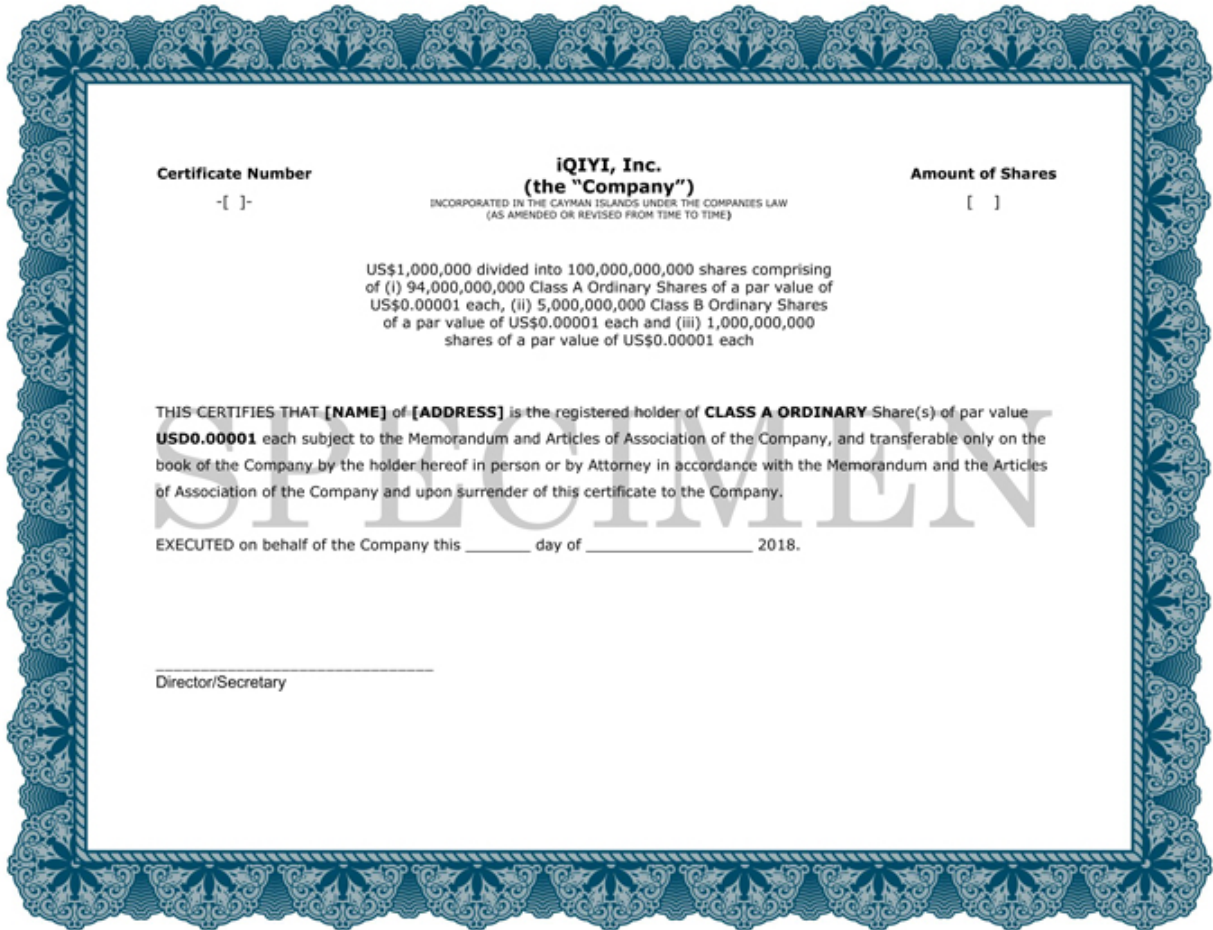 Certificate Number
-[ ]-
iQIYI, Inc.
(the “Company”)
INCORPORATED IN THE CAYMAN ISLANDS UNDER THE COMPANIES LAW
(AS AMENDED OR REVISED FROM TIME TO TIME)
Amount of Shares
[ ]
US$1,000,000 divided into 100,000,000,000 shares comprising
of (i) 94,000,000,000 Class A Ordinary Shares of a par value of
US$0.00001 each, (ii) 5,000,000,000 Class B Ordinary Shares
of a par value of US$0.00001 each and (iii) 1,000,000,000
shares of a par value of US$0.00001 each
THIS CERTIFIES THAT [NAME] of [ADDRESS] is the registered holder of CLASS A ORDINARY Share(s) of par value
USD0.00001 each subject to the Memorandum and Articles of Association of the Company, and transferable only on the
book of the Company by the holder hereof in person or by Attorney in accordance with the Memorandum and the Articles
of Association of the Company and upon surrender of this certificate to the Company.
SPECIMEN
EXECUTED on behalf of the Company this _______ day of __________________ 2018.
Director/Secretary